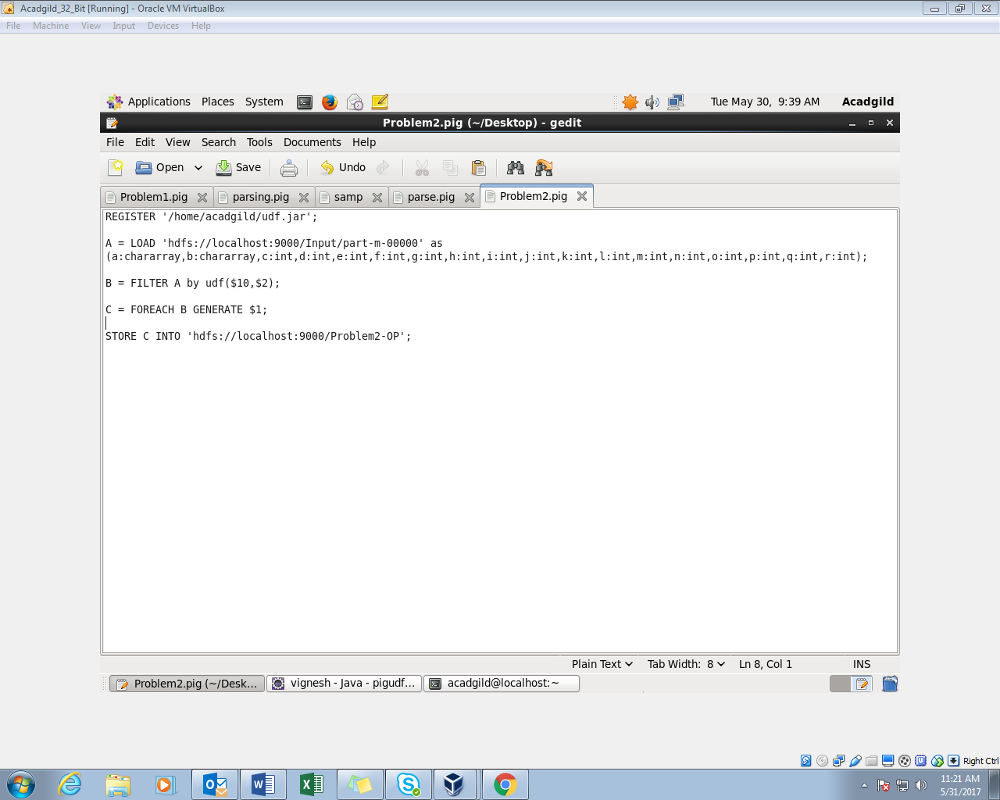 Acadgild_32_Bit [Running] - Oracle VM VirtualBox
File Machine View Input Devices Help
Applications Places System Tue May 30, 9:39 AM Acadgild
Problem2.pig (~/Desktop) - gedit
File Edit View Search Tools Documents Help
Open Save Undo
Problem1.pig parsing.pig samp parse.pig Problem2.pig
REGISTER '/home/acadgild/udf.jar';
A = LOAD 'hdfs://localhost:9000/Input/part-m-00000' as
(a:chararray,b:chararray,c:int,d:int,e:int,f:int,g:int,h:int,i:int,j:int,k:int,l:int,m:int,n:int,o:int,p:int,q:int,r:int);
B = FILTER A by udf($10,$2);
C = FOREACH B GENERATE $1;
STORE C INTO 'hdfs://localhost:9000/Problem2-OP';
Plain Text Tab Width: 8 Ln 8, Col 1 INS
Problem2.pig (~/Desk... vignesh - Java - pigudf... acadgild@localhost:~
Right Ctrl
11:21 AM
5/31/2017